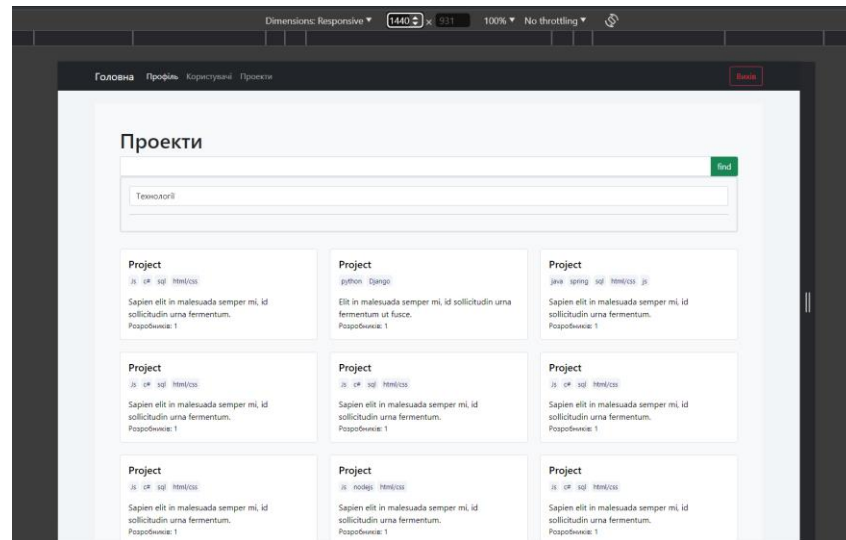 Dimensions: Responsive ▼ 1440 × 931 100% ▼ No throttling ▼
Головна Профіль Користувачі Проекти Вихів
Проекти
find
Технології
Project Project Project
Js c# sql html/css python Django java spring sql html/css js
Sapien elit in malesuada semper mi, id Elit in malesuada semper mi, id sollicitudin urna Sapien elit in malesuada semper mi, id
sollicitudin urna fermentum. fermentum ut fusce. sollicitudin urna fermentum.
Розробників: 1 Розробників: 1 Розробників: 1
Project Project Project
Js c# sql html/css Js c# sql html/css Js c# sql html/css
Sapien elit in malesuada semper mi, id Sapien elit in malesuada semper mi, id Sapien elit in malesuada semper mi, id
sollicitudin urna fermentum. sollicitudin urna fermentum. sollicitudin urna fermentum.
Розробників: 1 Розробників: 1 Розробників: 1
Project Project Project
Js c# sql html/css Js nodejs html/css Js c# sql html/css
Sapien elit in malesuada semper mi, id Sapien elit in malesuada semper mi, id Sapien elit in malesuada semper mi, id
sollicitudin urna fermentum. sollicitudin urna fermentum. sollicitudin urna fermentum.
Розробників: 1 Розробників: 1 Розробників: 1